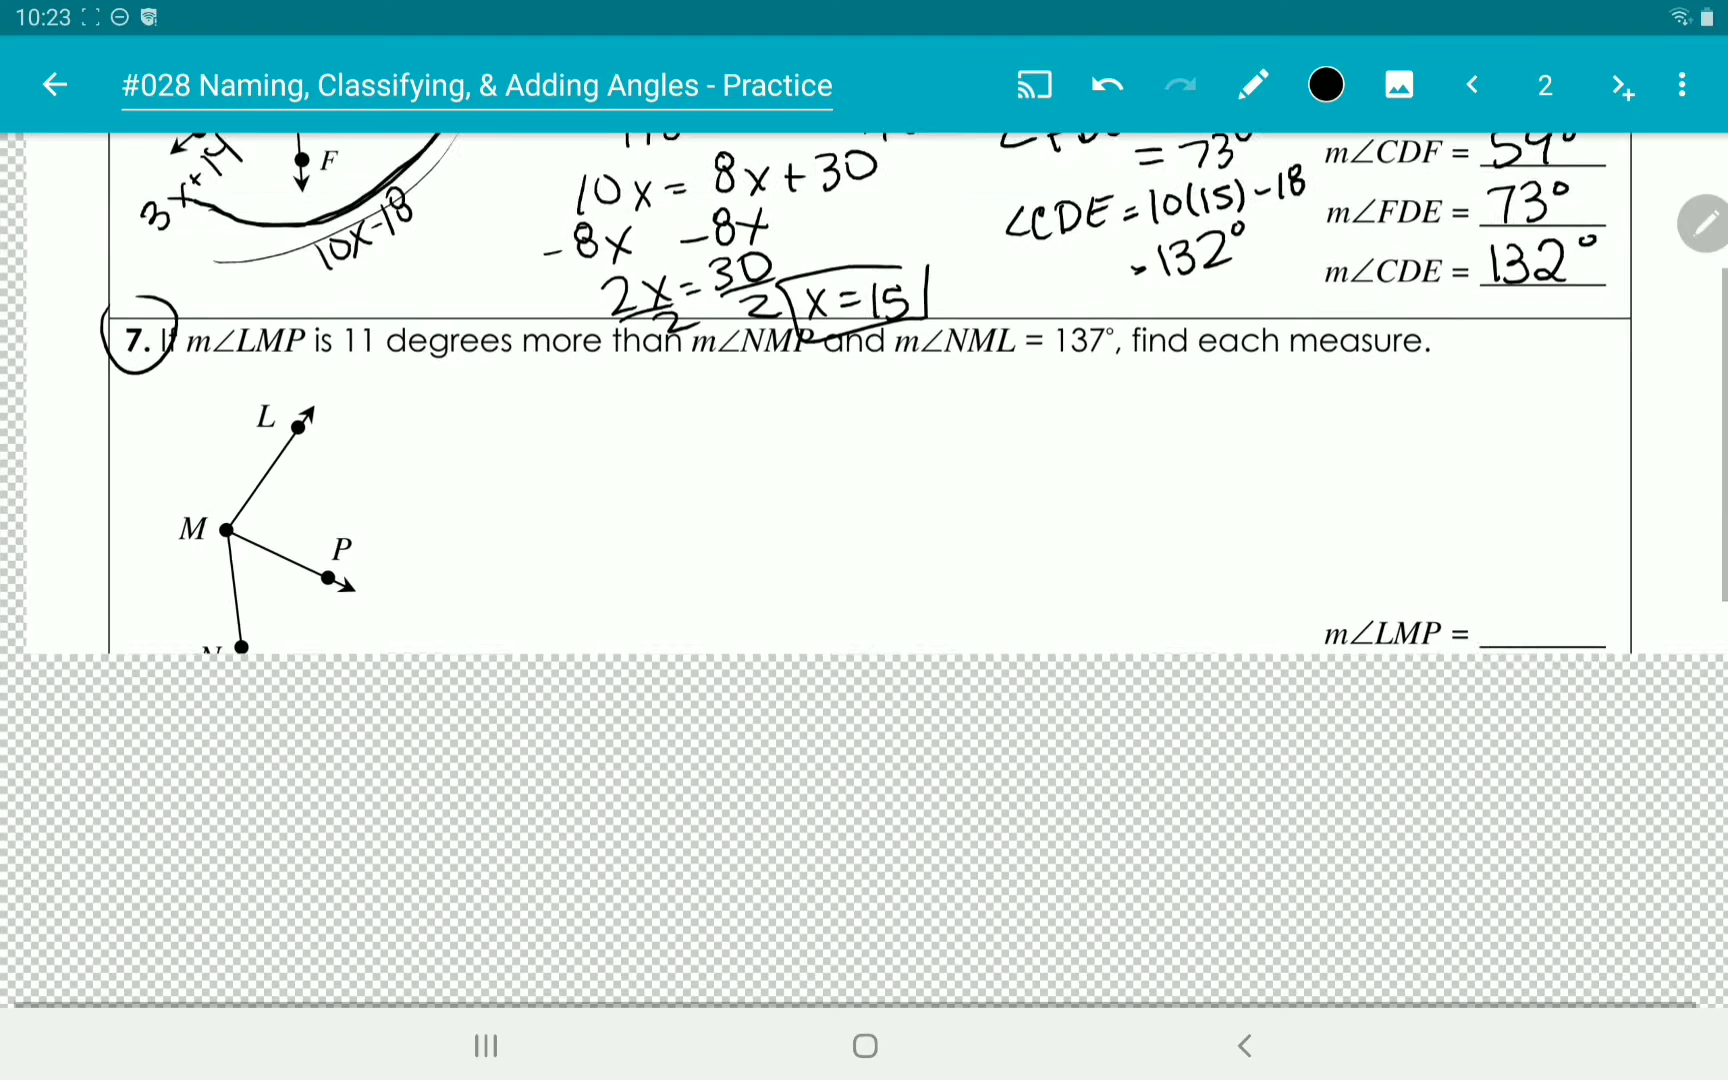 10:23
#028 Naming, Classifying, & Adding Angles - Practice
2
F
3x+14
10x-18
10x = 8x+30
-8x -8x
2x = 30
2 2
x=15
= 73°
∠CDE = 10(15)-18
132°
m∠CDF = 59°
m∠FDE = 73°
m∠CDE = 132°
7. If m∠LMP is 11 degrees more than m∠NMP and m∠NML = 137°, find each measure.
L
M
P
N
m∠LMP =